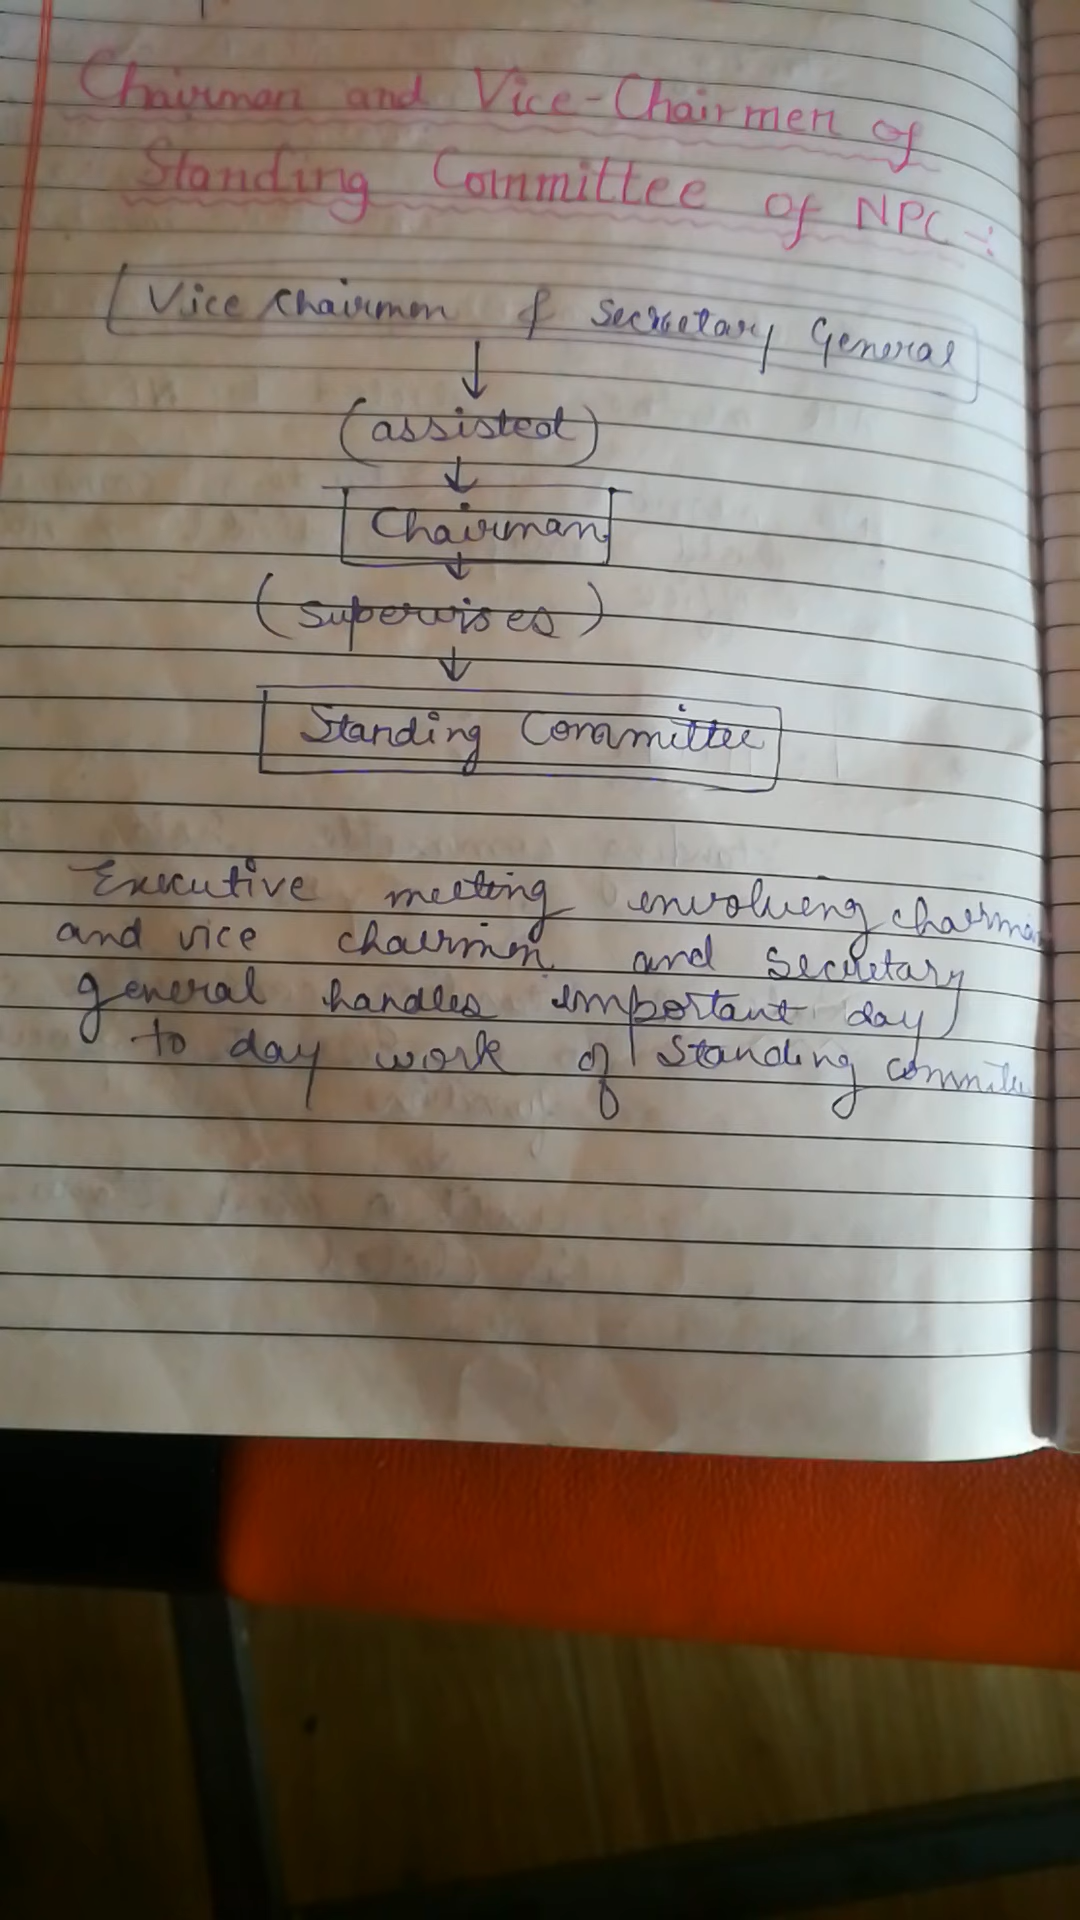 Chairman and Vice-Chairmen of
Standing Committee of NPC -:
Vice Chairmen & Secretary General
(assisted)
Chairman
(supervises)
Standing Committee
Executive meeting envolveng chairman
and vice chairmen and Secretary
general handles important day
to day work of Standing committee